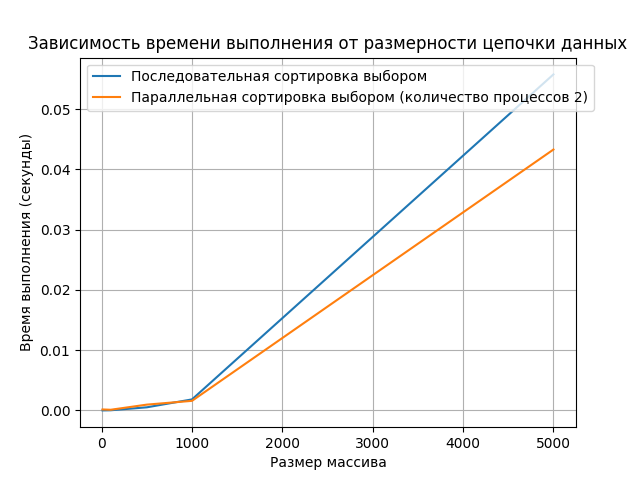 Зависимость времени выполнения от размерности цепочки данных
Последовательная сортировка выбором
Параллельная сортировка выбором (количество процессов 2)
Время выполнения (секунды)
0.05
0.04
0.03
0.02
0.01
0.00
0 1000 2000 3000 4000 5000
Размер массива